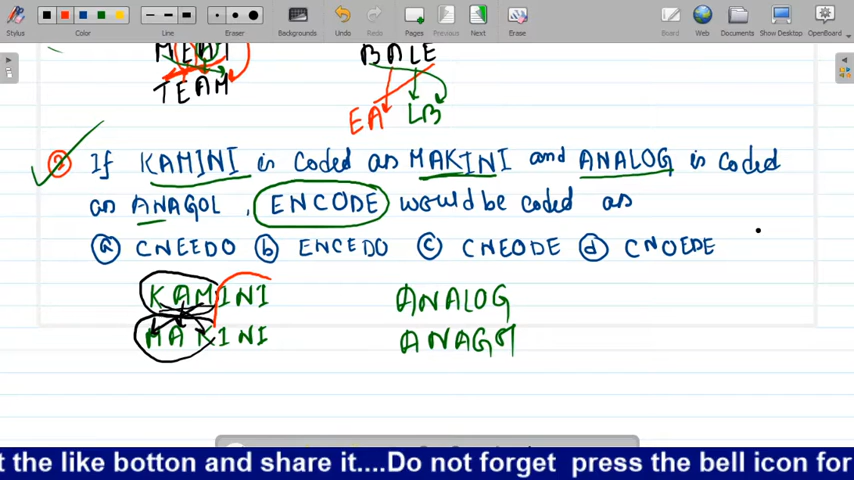 Stylus Color Line Eraser Backgrounds Undo Pages Previous Next Erase Board Web Docs Show Desktop OpenBoard
BALE
TEAM
EA LB
② If KAMINI is coded as MAKINI and ANALOG is coded
as ANAGOL , ENCODE would be coded as
ⓐ CNEEDO ⓑ ENCEDO ⓒ CNEODE ⓓ CNOEDE
KAMINI ANALOG
MAKINI
t the like botton and share it....Do not forget press the bell icon for